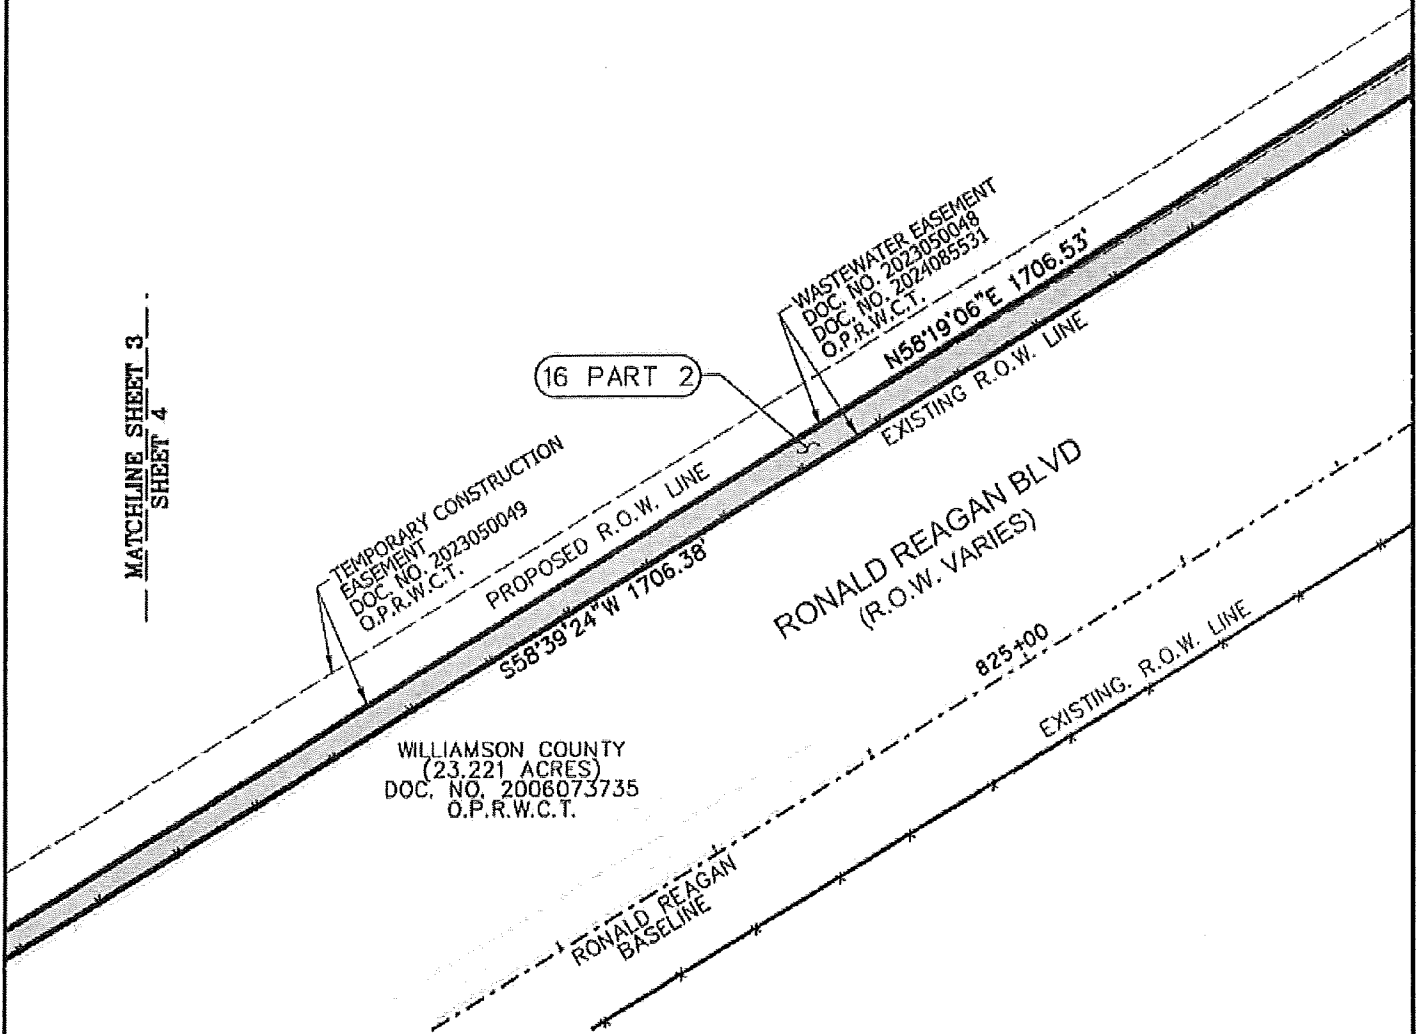 WASTEWATER EASEMENT
DOC. NO. 2023050048
DOC. NO. 2024085531
O.P.R.W.C.T.
N58°19'06"E 1706.53'
EXISTING R.O.W. LINE
16 PART 2
MATCHLINE SHEET 3
SHEET 4
TEMPORARY CONSTRUCTION
EASEMENT
DOC. NO. 2023050049
O.P.R.W.C.T.
PROPOSED R.O.W. LINE
S58°39'24"W 1706.38'
RONALD REAGAN BLVD
(R.O.W. VARIES)
825+00
EXISTING. R.O.W. LINE
WILLIAMSON COUNTY
(23.221 ACRES)
DOC. NO. 2006073735
O.P.R.W.C.T.
RONALD REAGAN
BASELINE